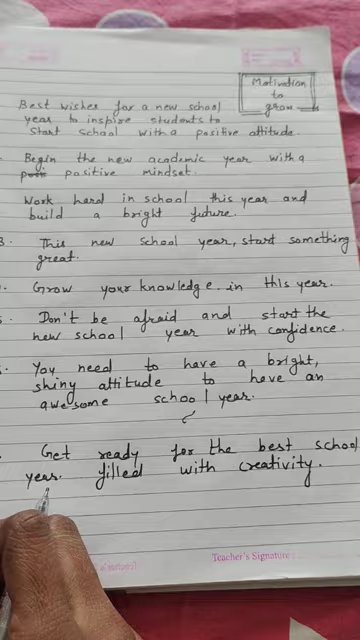 Motivation
to
grow
Best wishes for a new school
year to inspire students to
start school with a positive attitude.
Begin the new academic year with a
positive mindset.
Work hard in school this year and
build a bright future.
3. This new school year, start something
great.
Grow your knowledge in this year.
Don't be afraid and start the
new school year with confidence.
You need to have a bright,
shiny attitude to have an
awesome school year.
Get ready for the best school
year filled with creativity.
Teacher's Signature